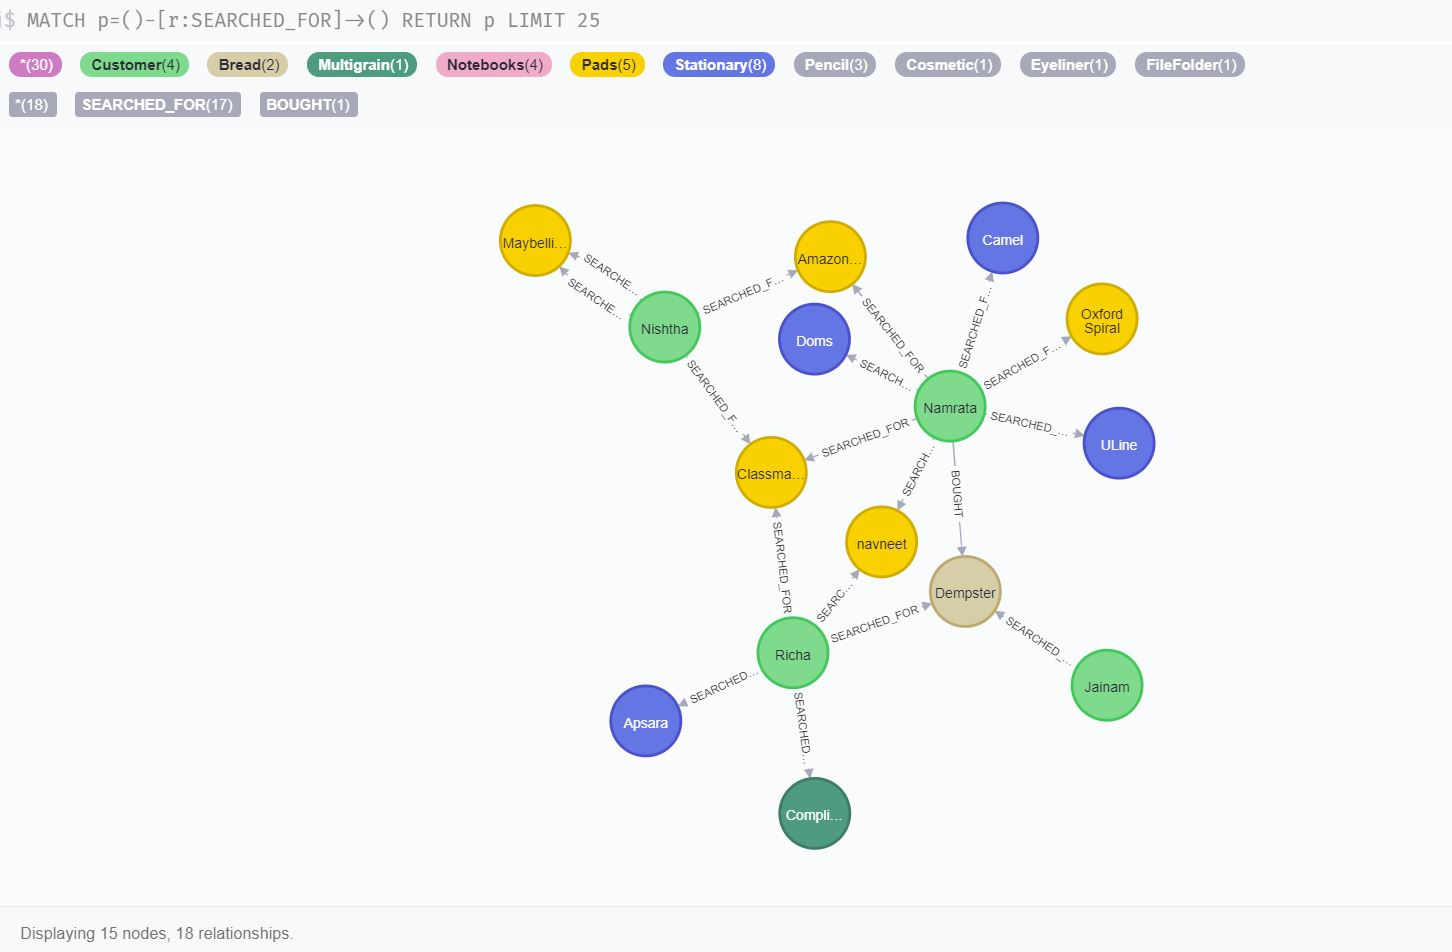 $ MATCH p=()-[r:SEARCHED_FOR]->() RETURN p LIMIT 25
*(30) Customer(4) Bread(2) Multigrain(1) Notebooks(4) Pads(5) Stationary(8) Pencil(3) Cosmetic(1) Eyeliner(1) FileFolder(1)
*(18) SEARCHED_FOR(17) BOUGHT(1)
Maybelli...
SEARCHE...
SEARCHE...
Nishtha
SEARCHED_F...
Amazon...
SEARCHED_FOR
Camel
SEARCHED_F...
Oxford
Spiral
SEARCHED_F...
Doms
SEARCH...
Namrata
SEARCHED_...
ULine
SEARCHED_F...
SEARCHED_FOR
Classma...
SEARCH...
BOUGHT
navneet
SEARCHED_FOR
SEARC...
Dempster
SEARCHED_FOR
SEARCHED_...
Richa
Jainam
SEARCHED...
Apsara
SEARCHED...
Compli...
Displaying 15 nodes, 18 relationships.